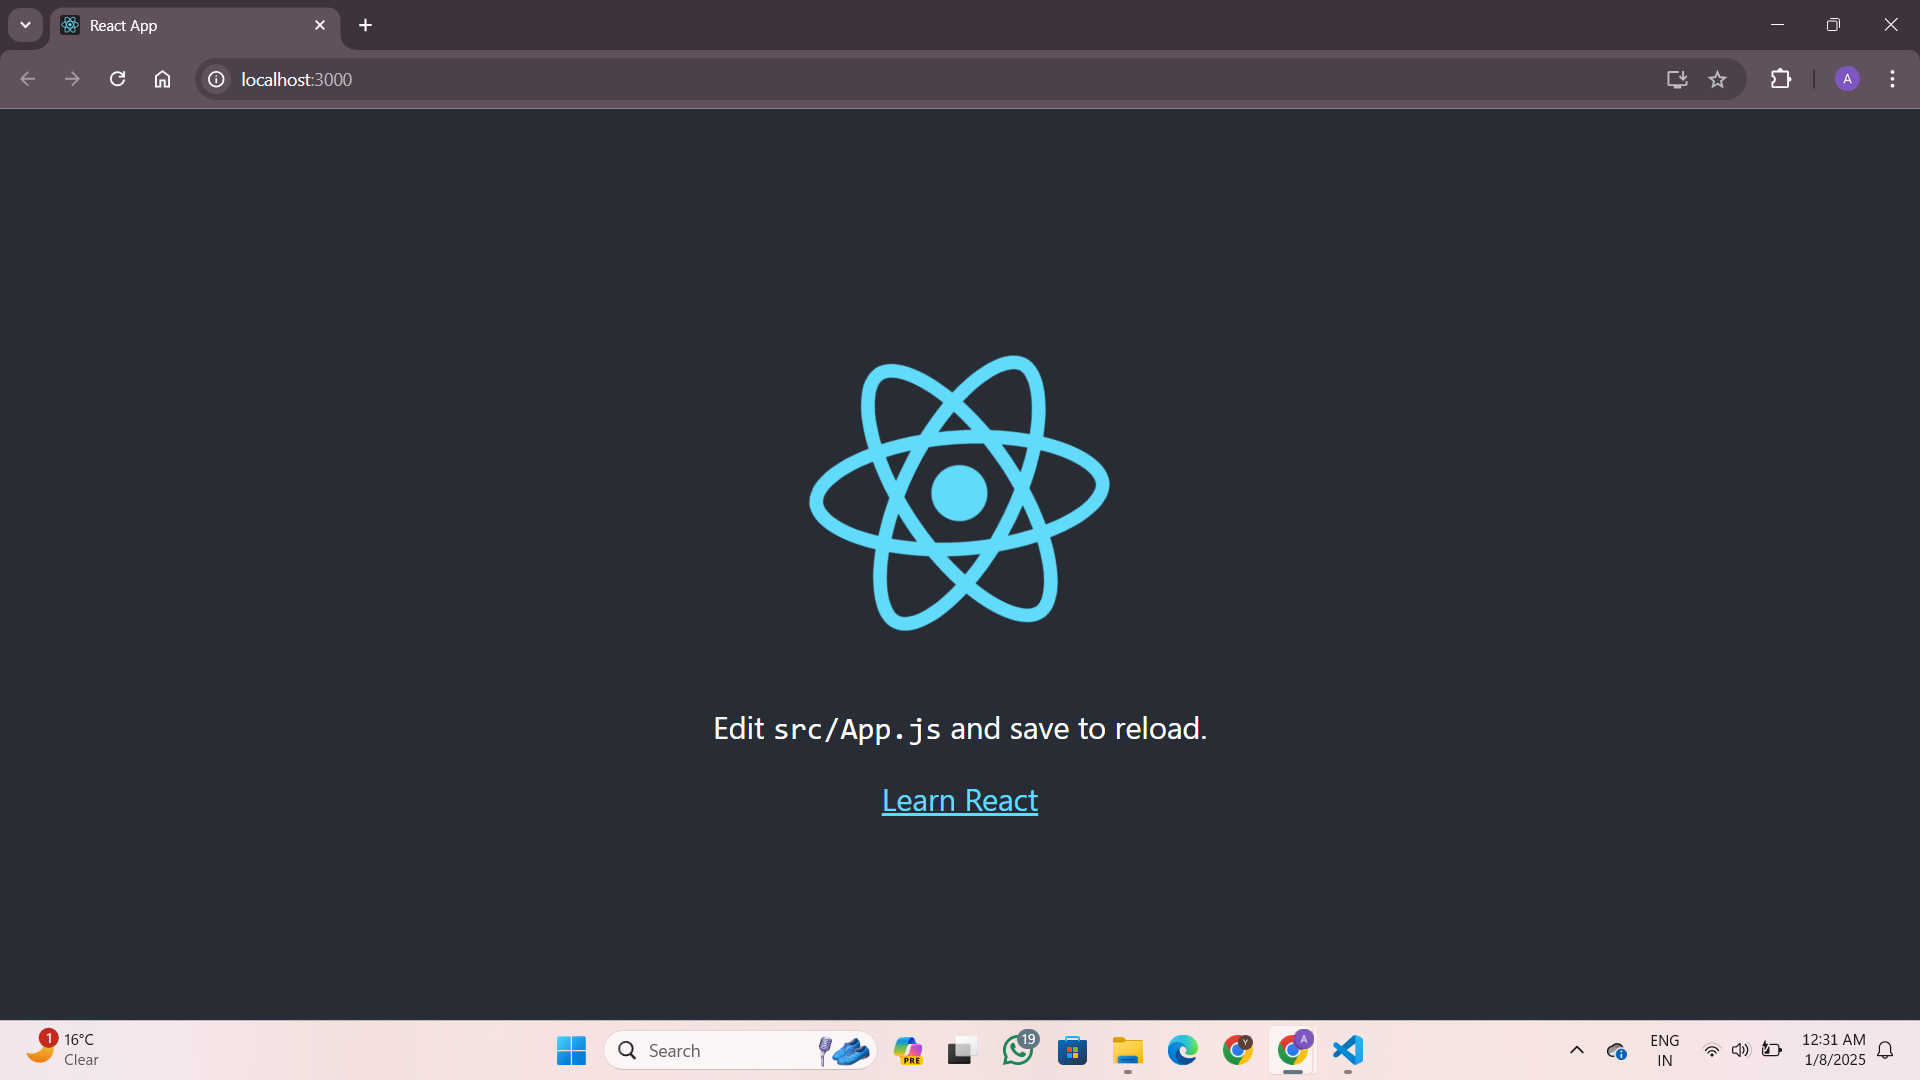 React App
localhost:3000
A
Edit src/App.js and save to reload.
Learn React
1
16°C
Clear
Search
PRE
19
Y
A
ENG
IN
12:31 AM
1/8/2025